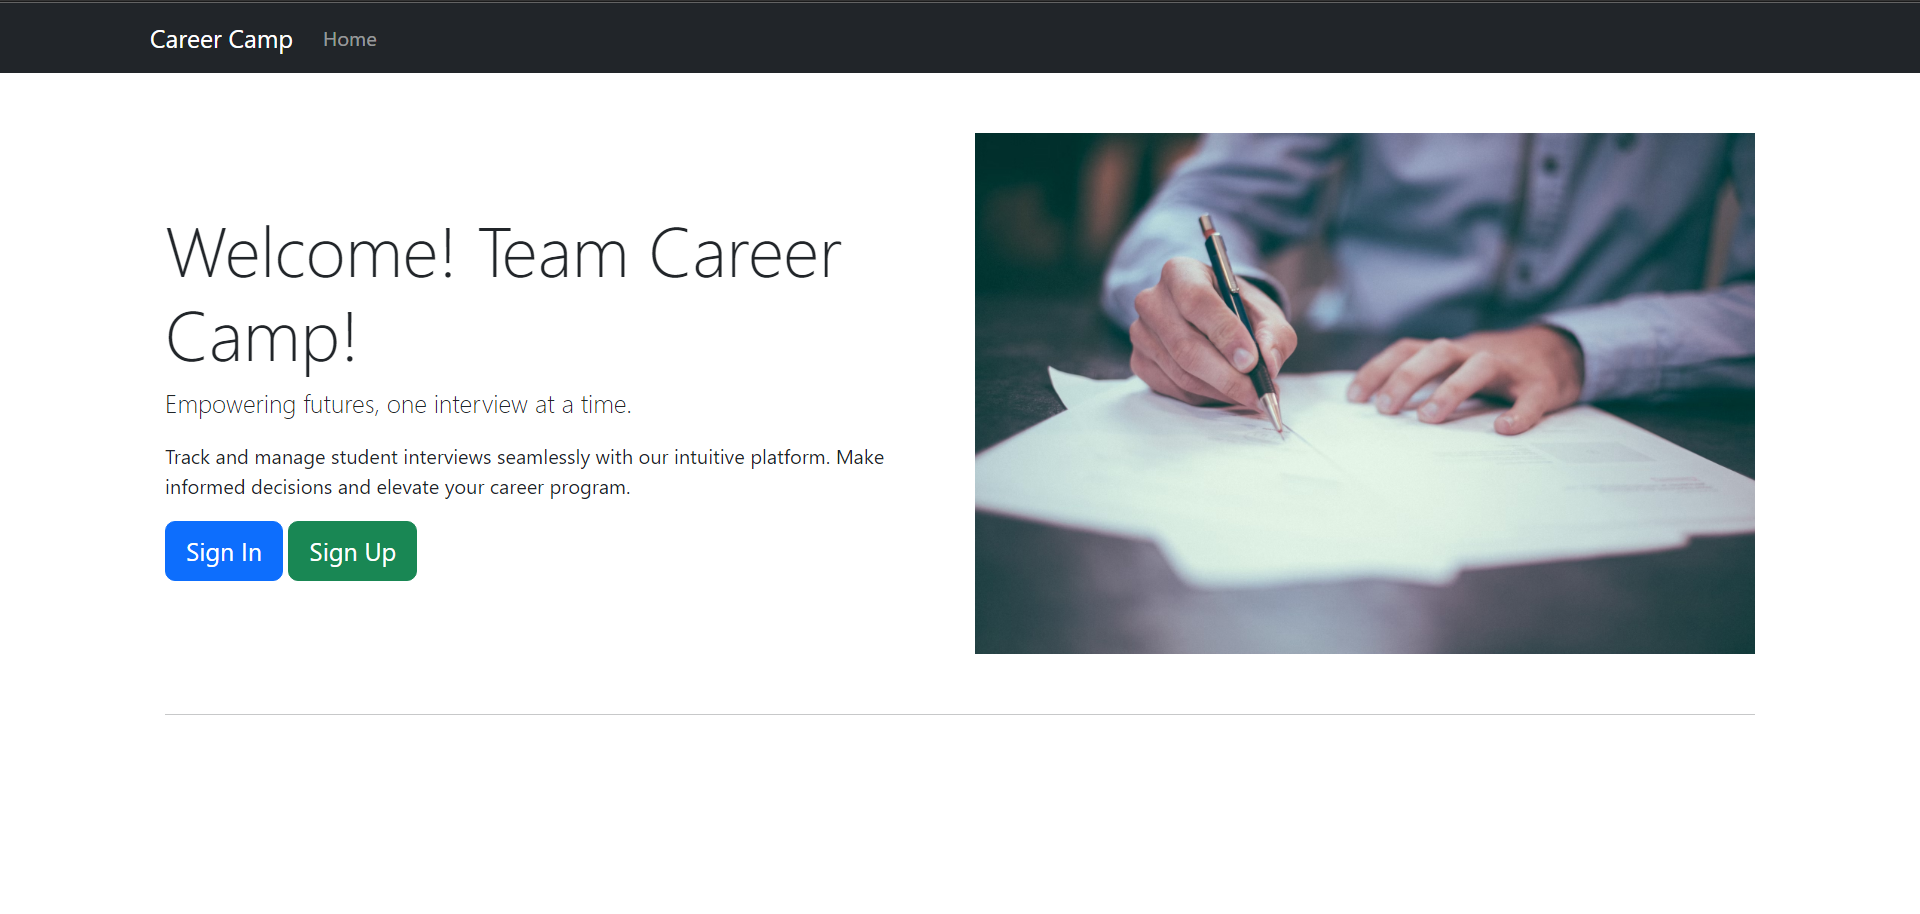 Career Camp Home
Welcome! Team Career
Camp!
Empowering futures, one interview at a time.
Track and manage student interviews seamlessly with our intuitive platform. Make
informed decisions and elevate your career program.
Sign In Sign Up